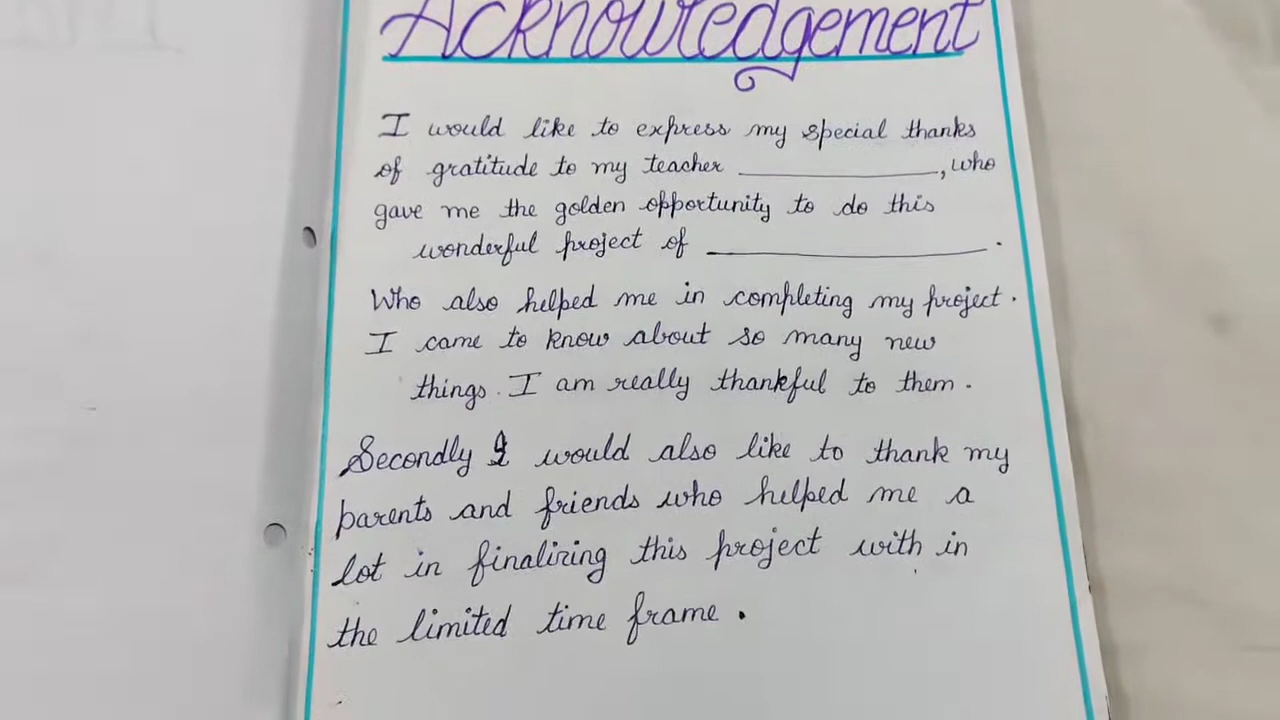 Acknowledgement
I would like to express my special thanks
of gratitude to my teacher ______________, who
gave me the golden opportunity to do this
wonderful project of ____________________.
Who also helped me in completing my project.
I came to know about so many new
things. I am really thankful to them.
Secondly I would also like to thank my
parents and friends who helped me a
lot in finalizing this project with in
the limited time frame.